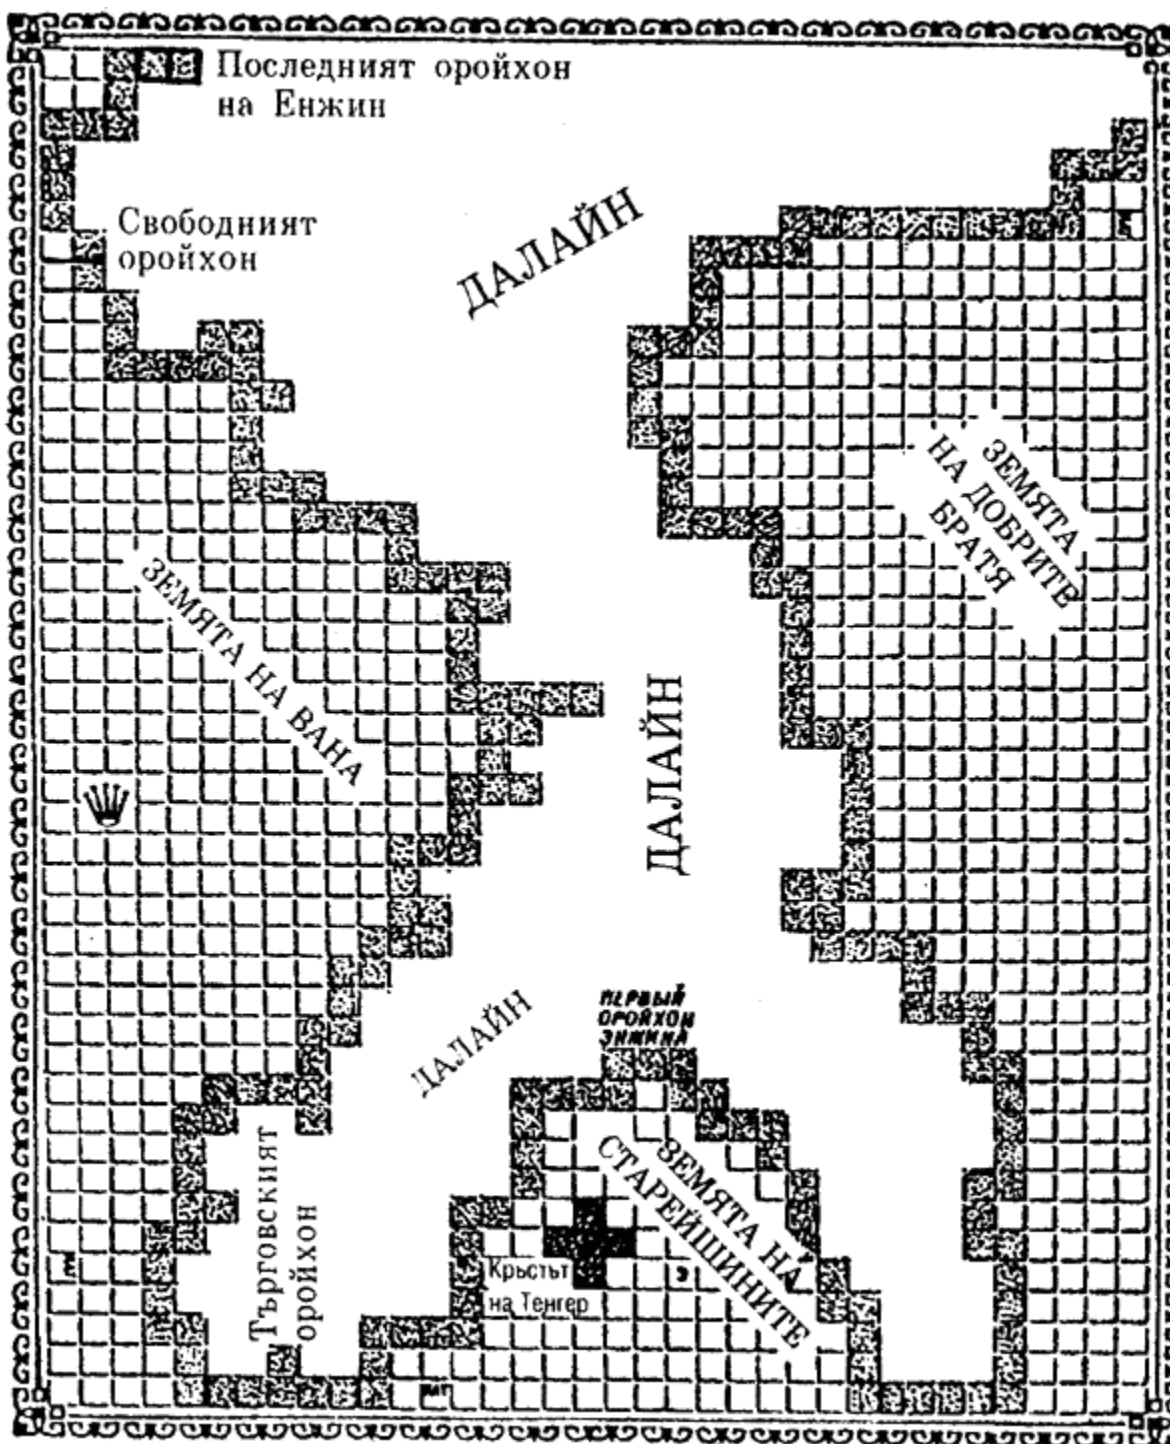 Последният оройхон
на Енжин
Свободният
оройхон
ДАЛАЙН
ЗЕМЯТА
НА ДОБРИТЕ
БРАТЯ
ЗЕМЯТА НА ВАНА
ДАЛАЙН
ДАЛАЙН
ПЕРВЫЙ
ОРОЙХОН
ЭНЖИНА
ЗЕМЯТА НА
СТАРЕЙШИНИТЕ
Търговският
оройхон
Кръстът
на Тенгер